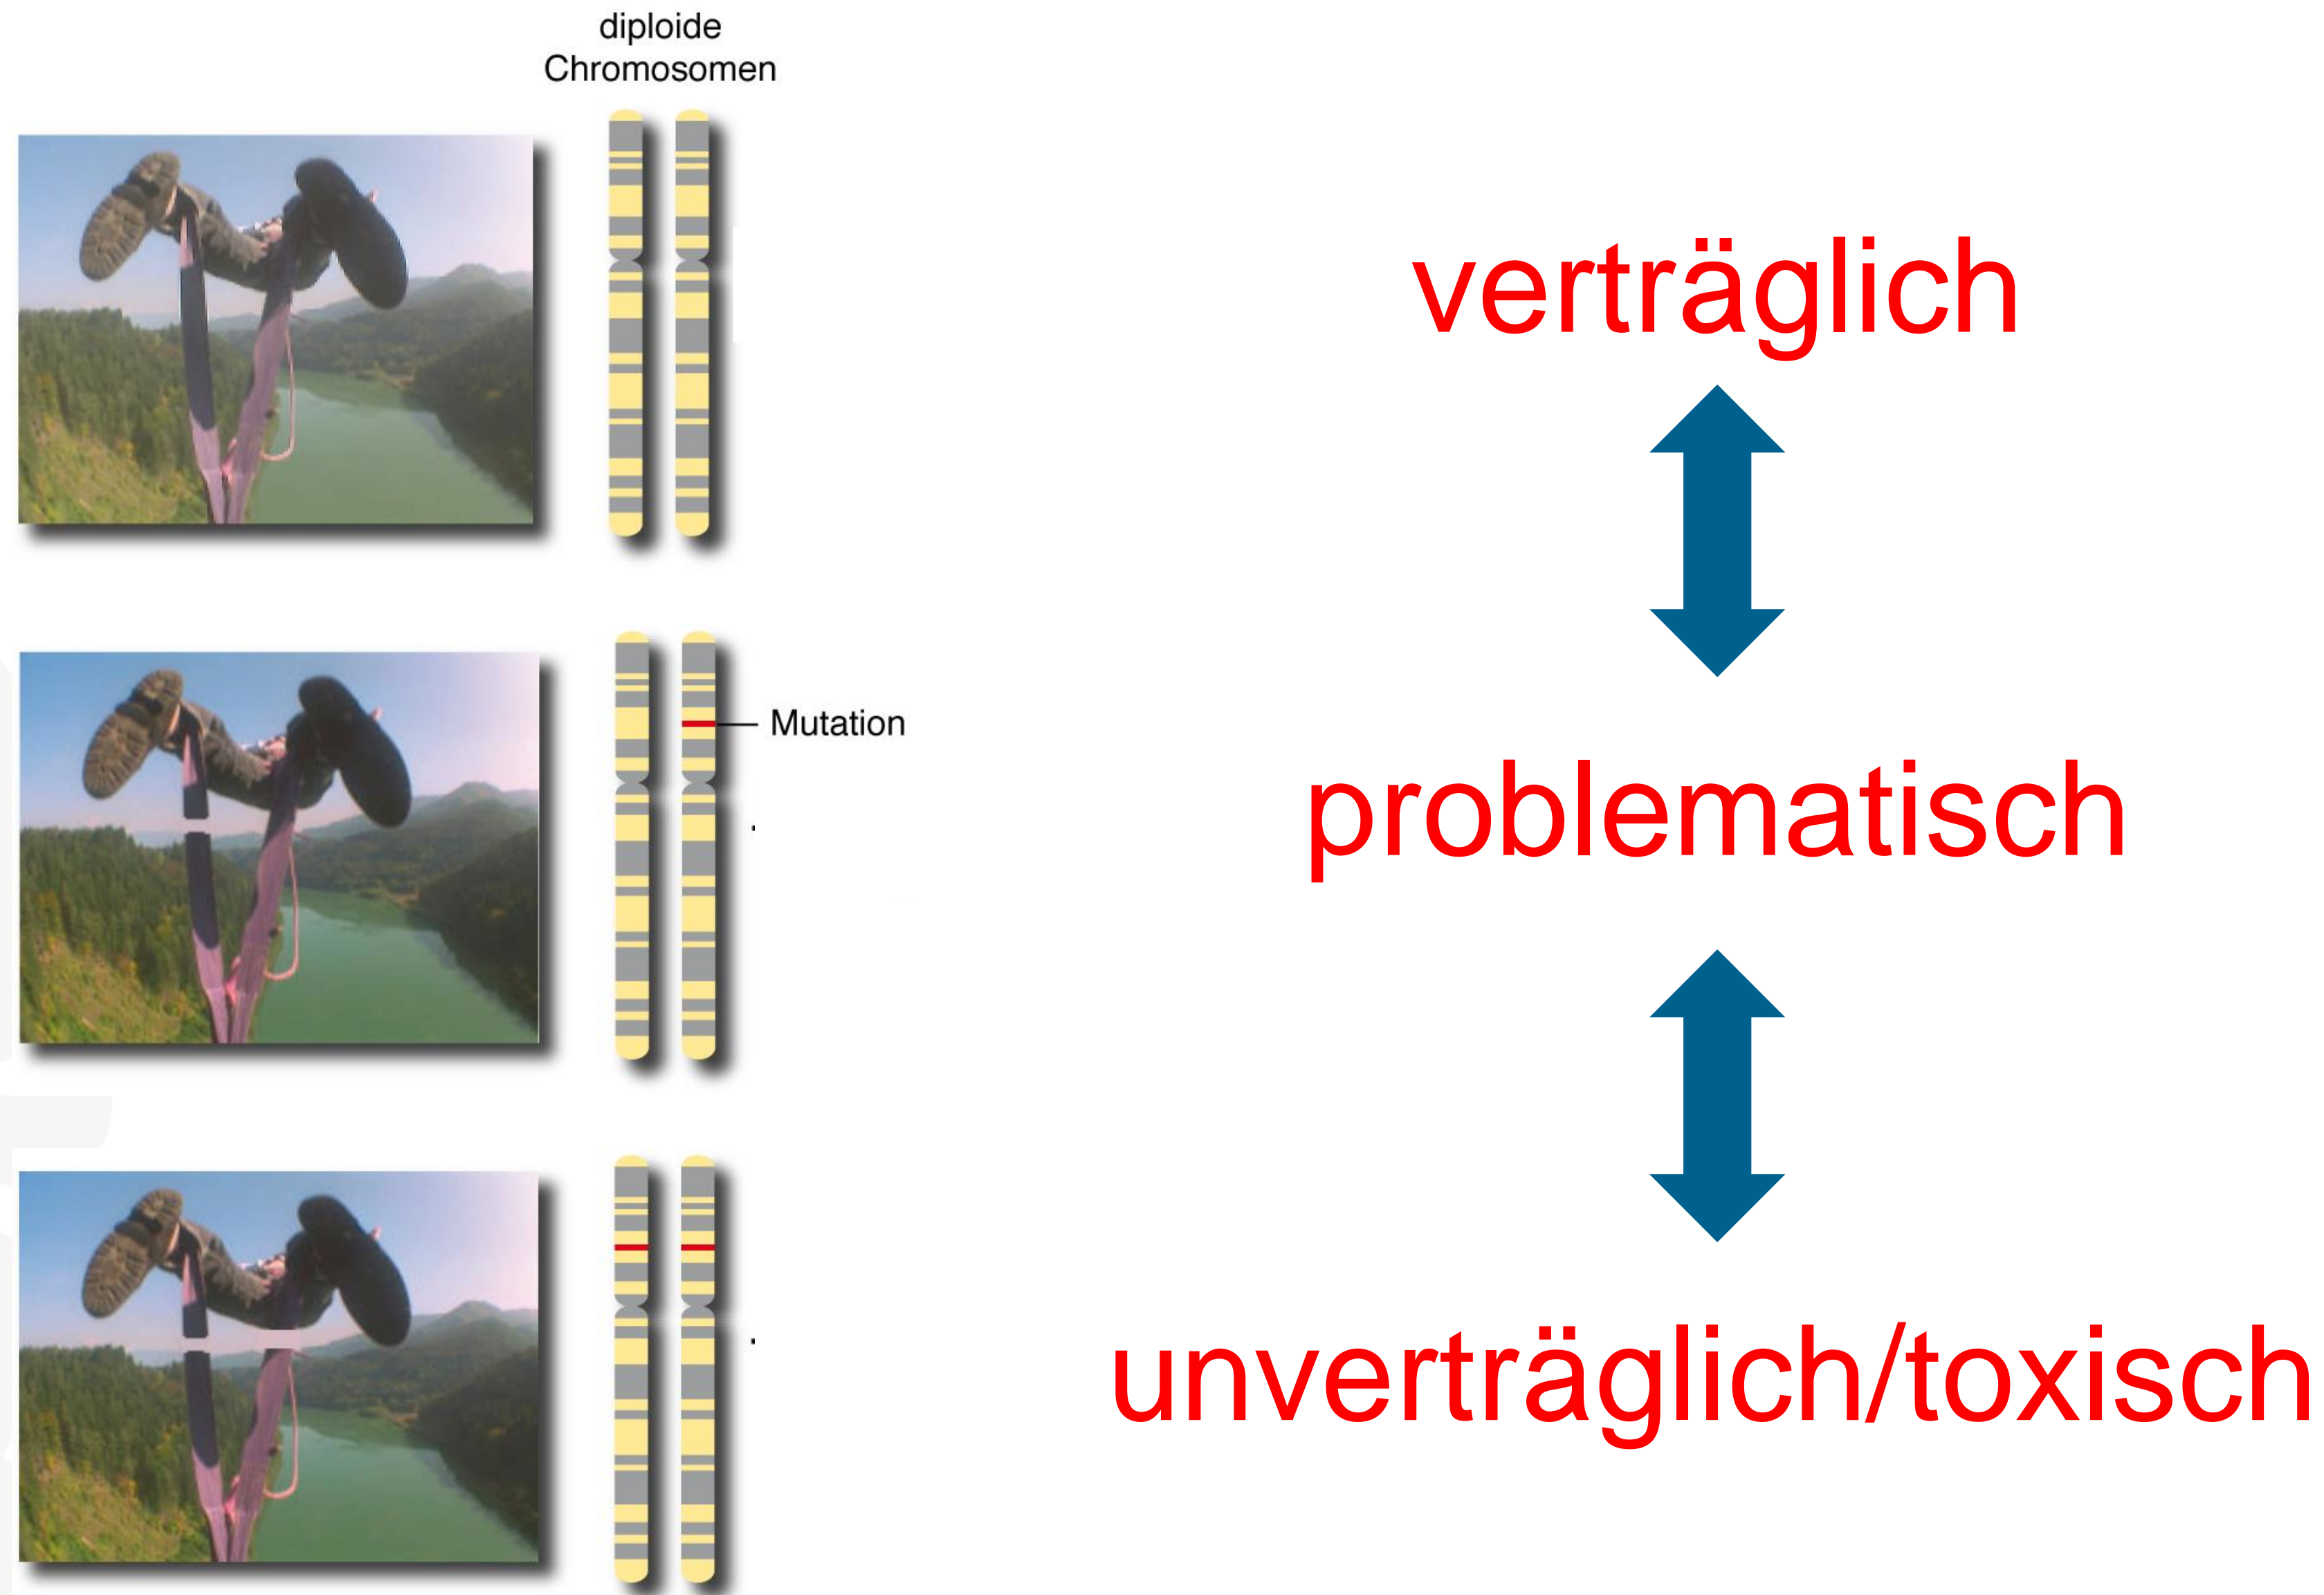 diploide
Chromosomen
verträglich
Mutation
problematisch
unverträglich/toxisch